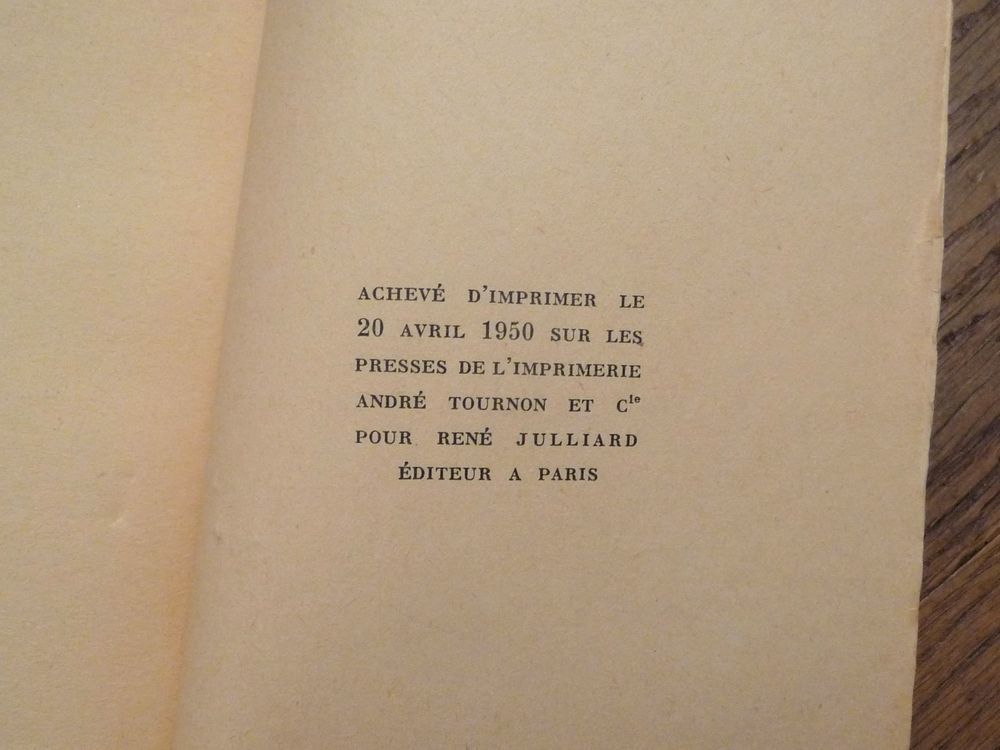 ACHEVÉ D'IMPRIMER LE
20 AVRIL 1950 SUR LES
PRESSES DE L'IMPRIMERIE
ANDRÉ TOURNON ET Cie
POUR RENÉ JULLIARD
ÉDITEUR A PARIS